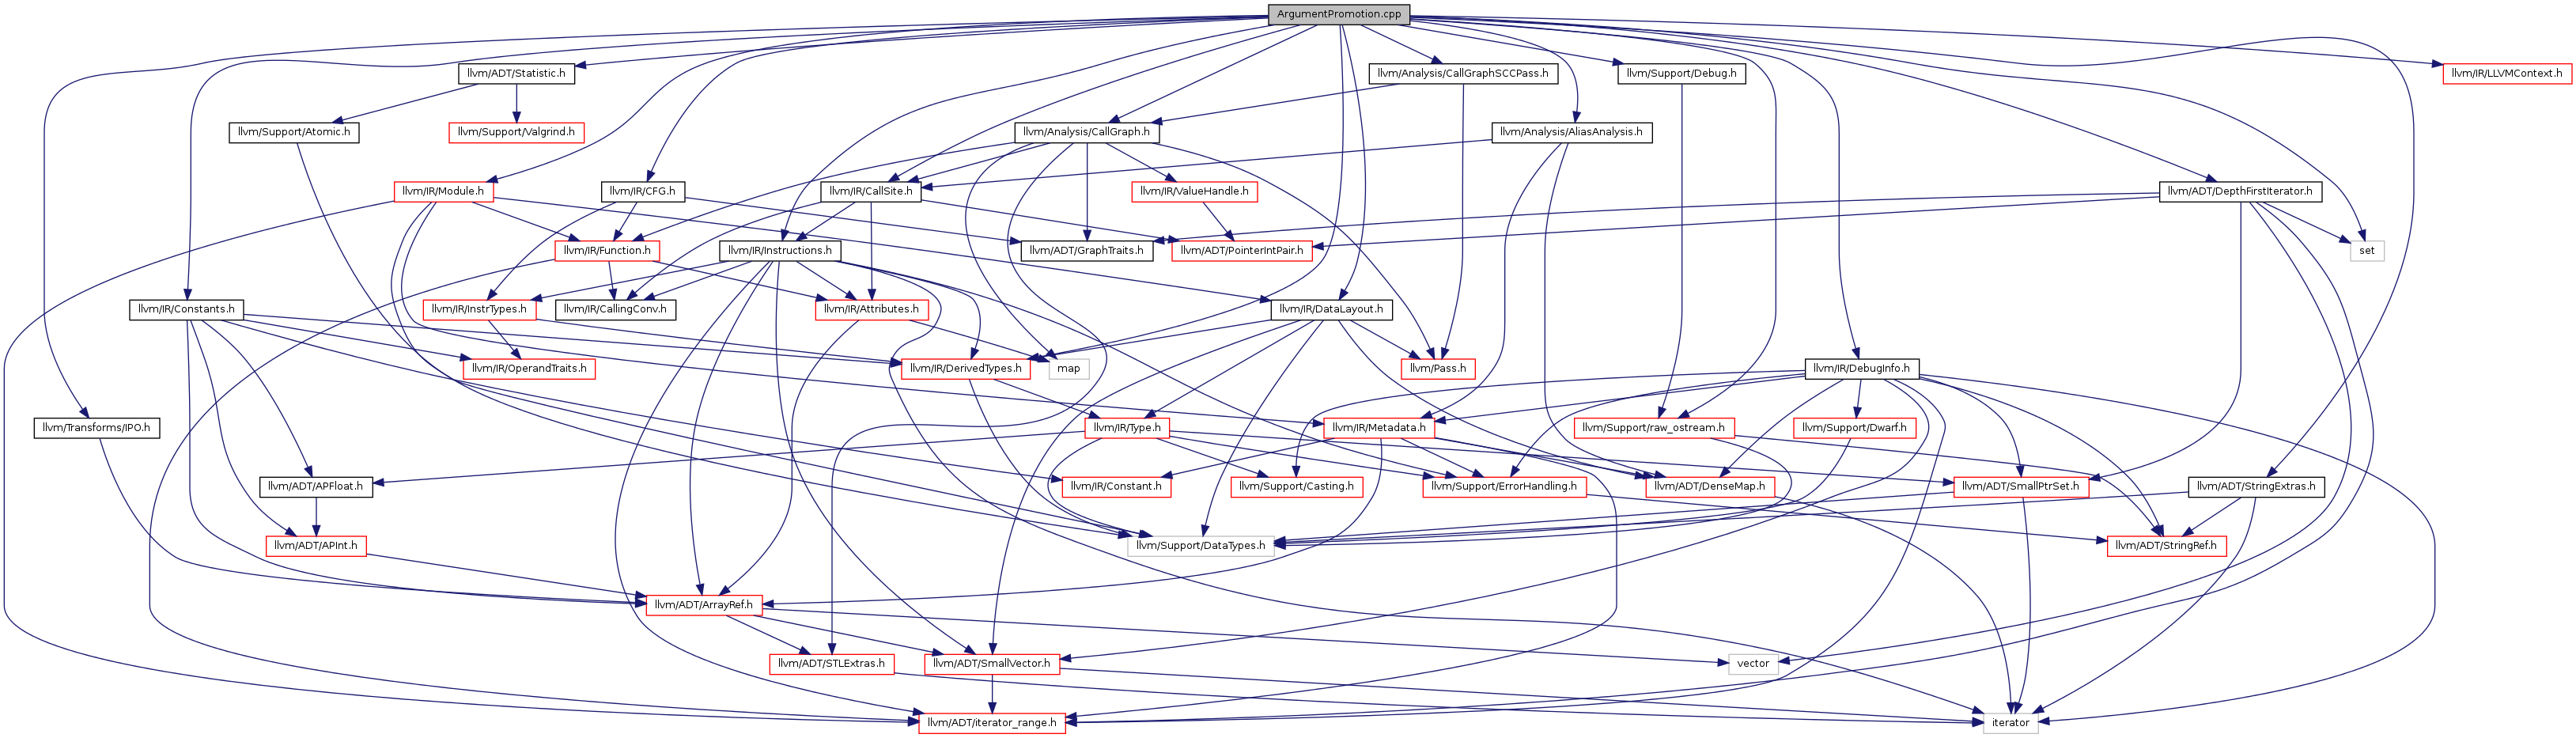 ArgumentPromotion.cpp
llvm/ADT/Statistic.h
llvm/Analysis/CallGraphSCCPass.h
llvm/Support/Debug.h
llvm/IR/LLVMContext.h
llvm/Support/Atomic.h
llvm/Support/Valgrind.h
llvm/Analysis/CallGraph.h
llvm/Analysis/AliasAnalysis.h
llvm/IR/Module.h
llvm/IR/CFG.h
llvm/IR/CallSite.h
llvm/IR/ValueHandle.h
llvm/ADT/DepthFirstIterator.h
llvm/IR/Function.h
llvm/IR/Instructions.h
llvm/ADT/GraphTraits.h
llvm/ADT/PointerIntPair.h
set
llvm/IR/Constants.h
llvm/IR/InstrTypes.h
llvm/IR/CallingConv.h
llvm/IR/Attributes.h
llvm/IR/DataLayout.h
llvm/IR/OperandTraits.h
llvm/IR/DerivedTypes.h
map
llvm/Pass.h
llvm/IR/DebugInfo.h
llvm/Transforms/IPO.h
llvm/IR/Type.h
llvm/IR/Metadata.h
llvm/Support/raw_ostream.h
llvm/Support/Dwarf.h
llvm/ADT/APFloat.h
llvm/IR/Constant.h
llvm/Support/Casting.h
llvm/Support/ErrorHandling.h
llvm/ADT/DenseMap.h
llvm/ADT/SmallPtrSet.h
llvm/ADT/StringExtras.h
llvm/ADT/APInt.h
llvm/Support/DataTypes.h
llvm/ADT/StringRef.h
llvm/ADT/ArrayRef.h
llvm/ADT/STLExtras.h
llvm/ADT/SmallVector.h
vector
llvm/ADT/iterator_range.h
iterator